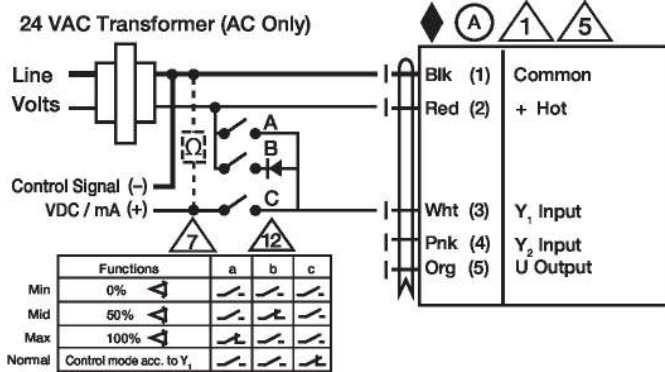 24 VAC Transformer (AC Only)
A 1 5
Line
Volts
Blk (1) Common
Red (2) + Hot
A
B
Ω
Control Signal (–)
VDC / mA (+)
C
Wht (3) Y₁ Input
Pnk (4) Y₂ Input
Org (5) U Output
7 12
Functions a b c
Min 0%
Mid 50%
Max 100%
Normal Control mode acc. to Y₁